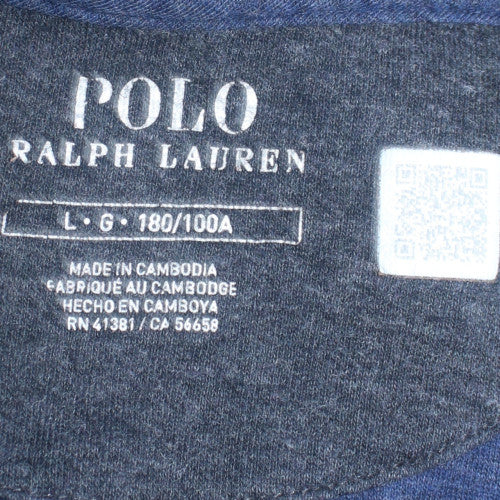 POLO
RALPH LAUREN
L • G • 180/100A
MADE IN CAMBODIA
FABRIQUÉ AU CAMBODGE
HECHO EN CAMBOYA
RN 41381 / CA 56658